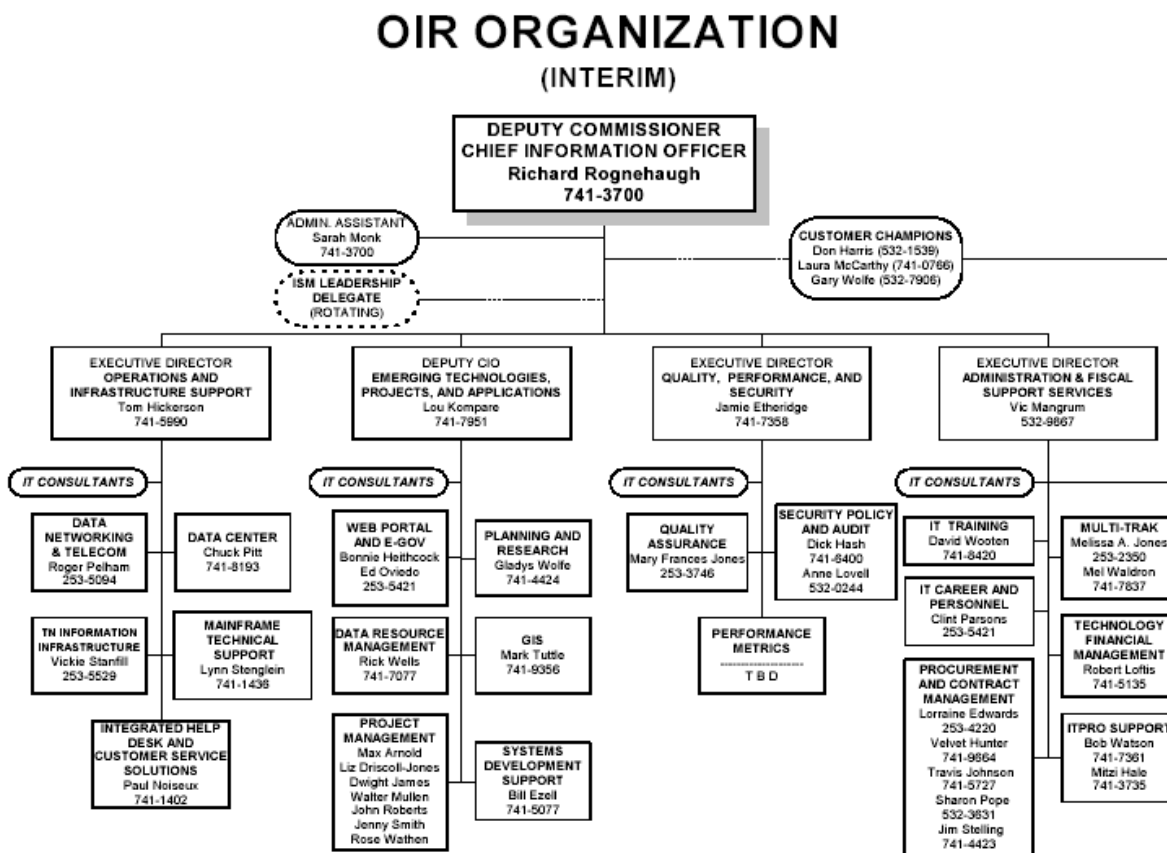 OIR ORGANIZATION
(INTERIM)
DEPUTY COMMISSIONER
CHIEF INFORMATION OFFICER
Richard Rognehaugh
741-3700
ADMIN. ASSISTANT
Sarah Monk
741-3700
CUSTOMER CHAMPIONS
Don Harris (532-1539)
Laura McCarthy (741-0766)
Gary Wolfe (532-7906)
ISM LEADERSHIP
DELEGATE
(ROTATING)
EXECUTIVE DIRECTOR
OPERATIONS AND
INFRASTRUCTURE SUPPORT
Tom Hickerson
741-5990
DEPUTY CIO
EMERGING TECHNOLOGIES,
PROJECTS, AND APPLICATIONS
Lou Kompare
741-7951
EXECUTIVE DIRECTOR
QUALITY, PERFORMANCE, AND
SECURITY
Jamie Etheridge
741-7358
EXECUTIVE DIRECTOR
ADMINISTRATION & FISCAL
SUPPORT SERVICES
Vic Mangrum
532-9867
IT CONSULTANTS
DATA
NETWORKING
& TELECOM
Roger Pelham
253-5094
DATA CENTER
Chuck Pitt
741-8193
TN INFORMATION
INFRASTRUCTURE
Vickie Stanfill
253-5529
MAINFRAME
TECHNICAL
SUPPORT
Lynn Stenglein
741-1436
INTEGRATED HELP
DESK AND
CUSTOMER SERVICE
SOLUTIONS
Paul Noiseux
741-1402
IT CONSULTANTS
WEB PORTAL
AND E-GOV
Bonnie Heithcock
Ed Oviedo
253-5421
PLANNING AND
RESEARCH
Gladys Wolfe
741-4424
DATA RESOURCE
MANAGEMENT
Rick Wells
741-7077
GIS
Mark Tuttle
741-9356
PROJECT
MANAGEMENT
Max Arnold
Liz Driscoll-Jones
Dwight James
Walter Mullen
John Roberts
Jenny Smith
Rose Wathen
SYSTEMS
DEVELOPMENT
SUPPORT
Bill Ezell
741-5077
IT CONSULTANTS
QUALITY
ASSURANCE
Mary Frances Jones
253-3746
SECURITY POLICY
AND AUDIT
Dick Hash
741-6400
Anne Lovell
532-0244
PERFORMANCE
METRICS
--------------------
T B D
IT CONSULTANTS
IT TRAINING
David Wooten
741-8420
MULTI-TRAK
Melissa A. Jones
253-2350
Mel Waldron
741-7837
IT CAREER AND
PERSONNEL
Clint Parsons
253-5421
TECHNOLOGY
FINANCIAL
MANAGEMENT
Robert Loftis
741-5135
PROCUREMENT
AND CONTRACT
MANAGEMENT
Lorraine Edwards
253-4220
Velvet Hunter
741-9664
Travis Johnson
741-5727
Sharon Pope
532-3631
Jim Stelling
741-4423
ITPRO SUPPORT
Bob Watson
741-7361
Mitzi Hale
741-3735